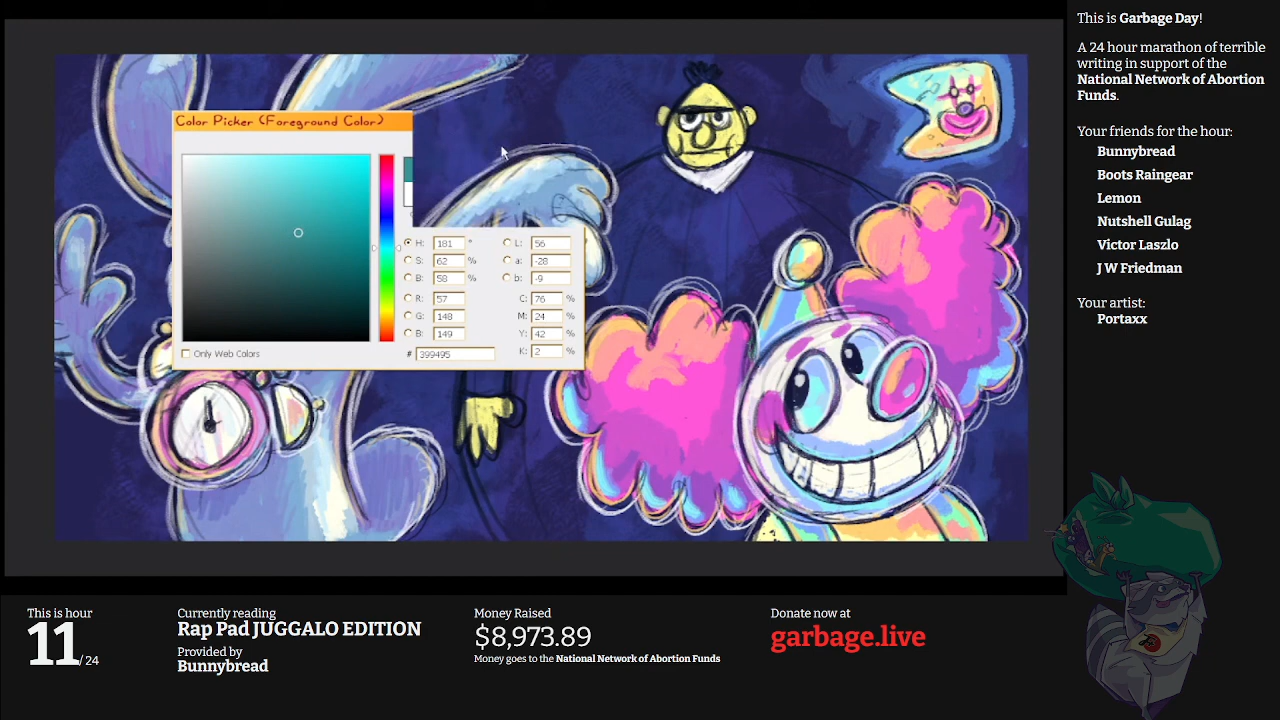 This is Garbage Day!
A 24 hour marathon of terrible
writing in support of the
National Network of Abortion
Funds.
Your friends for the hour:
Bunnybread
Boots Raingear
Lemon
Nutshell Gulag
Victor Laszlo
J W Friedman
Your artist:
Portaxx
Color Picker (Foreground Color)
H: 181 °
S: 62 %
B: 58 %
R: 57
G: 148
B: 149
L: 56
a: -28
b: -9
C: 76 %
M: 24 %
Y: 42 %
K: 2 %
Only Web Colors
# 399495
This is hour
11/24
Currently reading
Rap Pad JUGGALO EDITION
Provided by
Bunnybread
Money Raised
$8,973.89
Money goes to the National Network of Abortion Funds
Donate now at
garbage.live